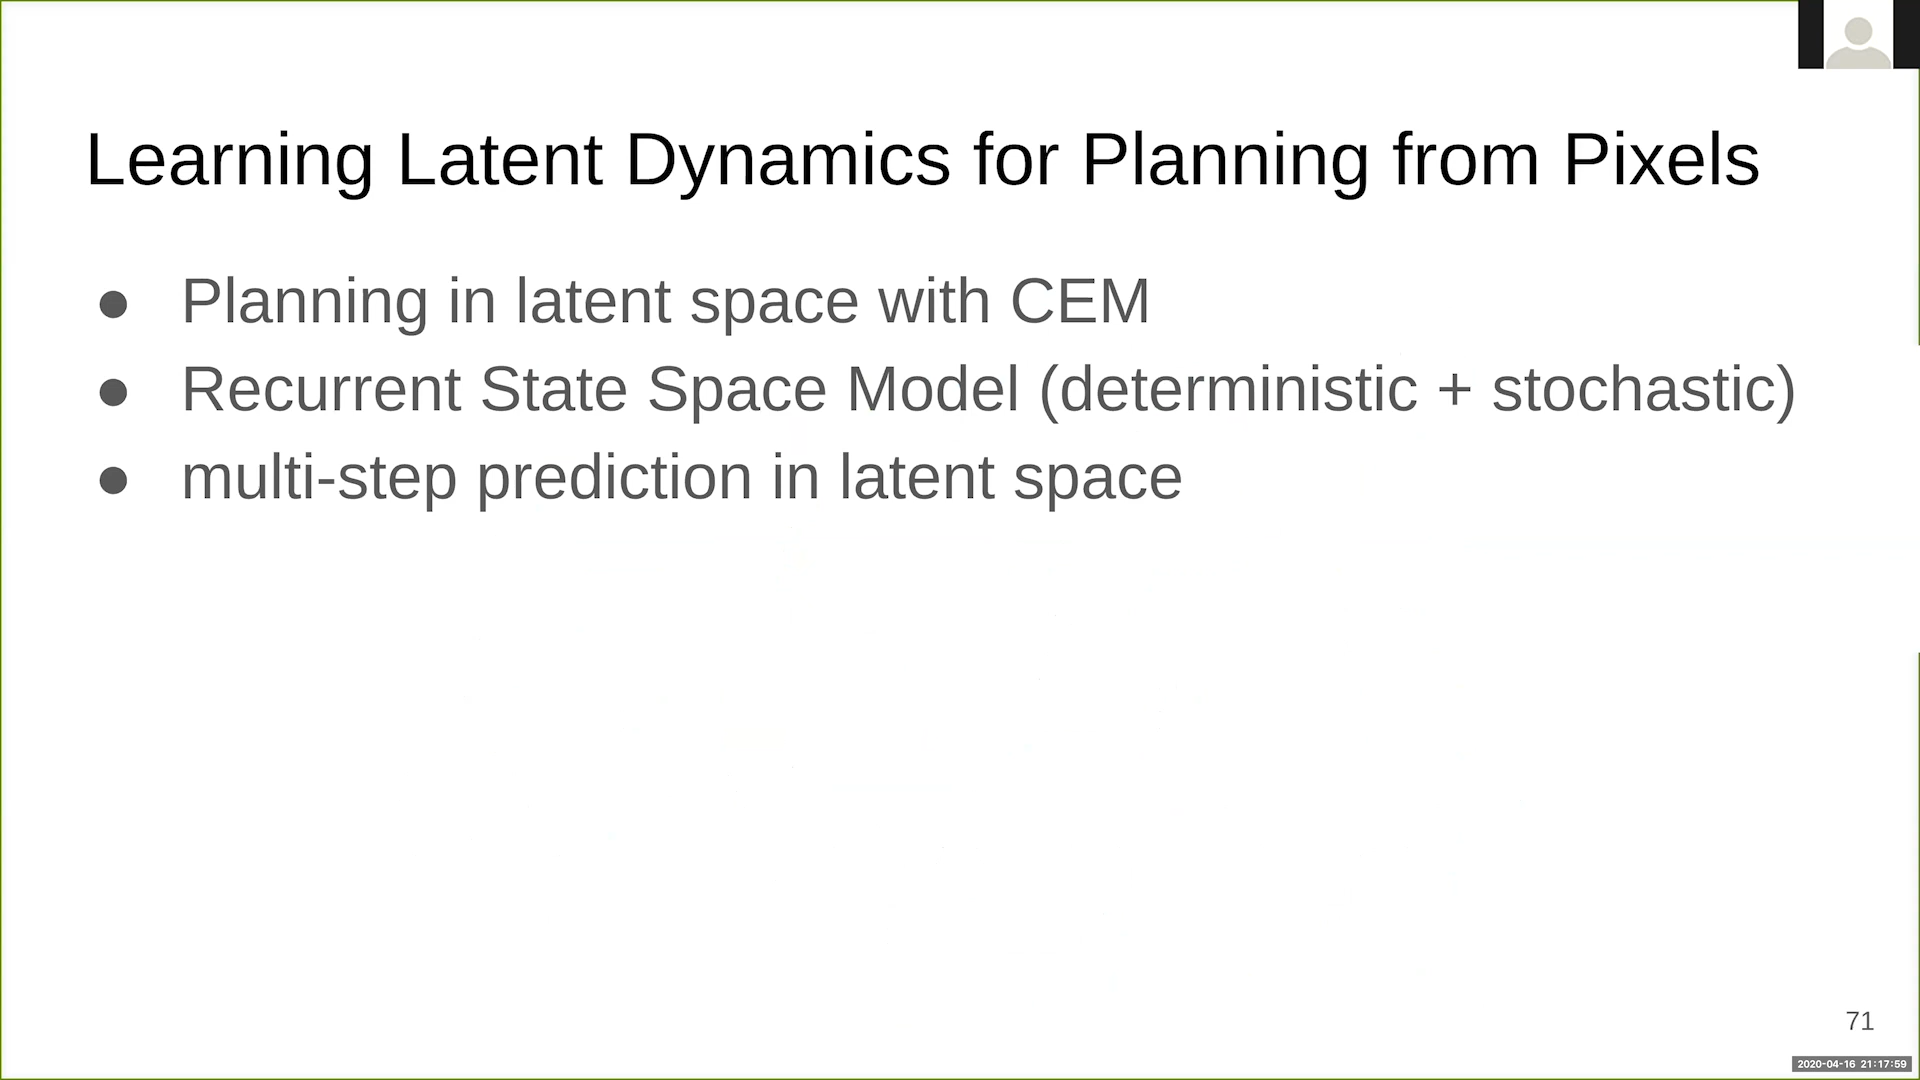 Learning Latent Dynamics for Planning from Pixels
● Planning in latent space with CEM
● Recurrent State Space Model (deterministic + stochastic)
● multi-step prediction in latent space
71
2020-04-16 21:17:59